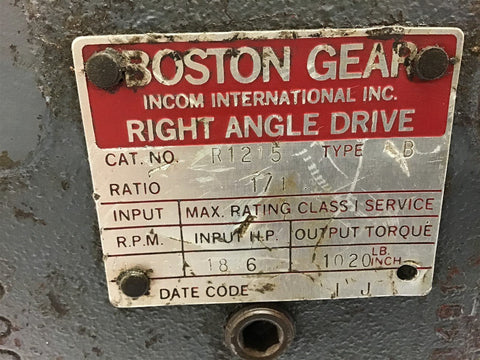 BOSTON GEAR
INCOM INTERNATIONAL INC.
RIGHT ANGLE DRIVE
CAT. NO. R1215 TYPE B
RATIO 1/1
INPUT MAX. RATING CLASS I SERVICE
R.P.M. INPUT H.P. OUTPUT TORQUE
18 6 1020 LB. INCH
DATE CODE I J